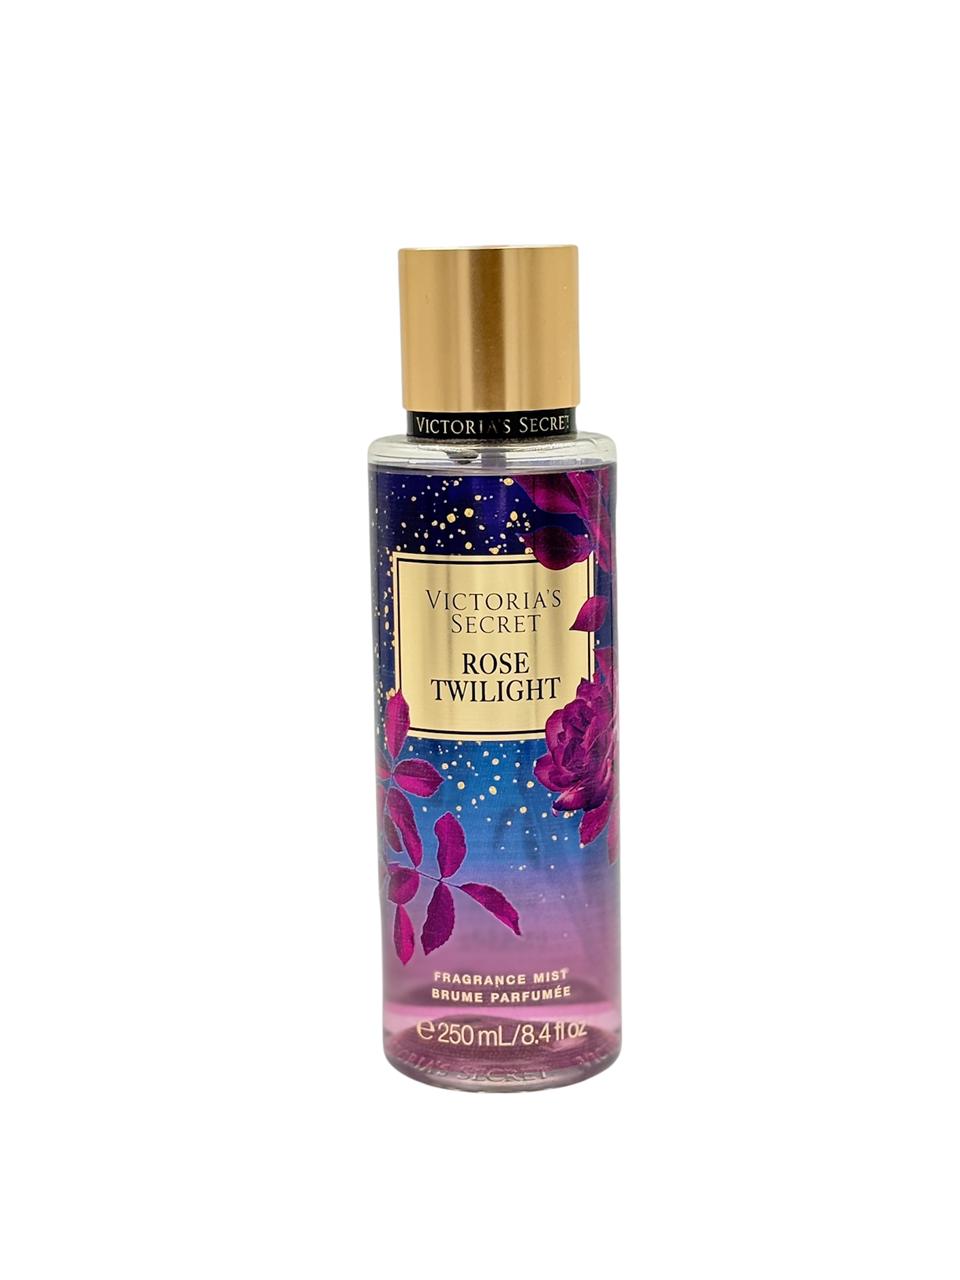 VICTORIA'S SECRET
VICTORIA'S
SECRET
ROSE
TWILIGHT
FRAGRANCE MIST
BRUME PARFUMÉE
℮ 250 mL/8.4 fl oz